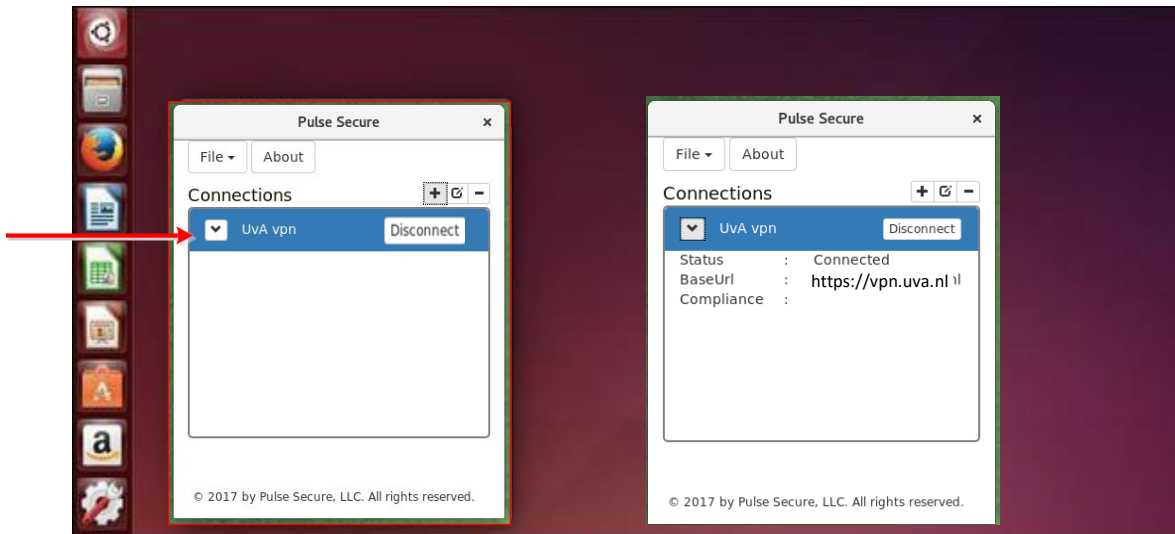 Pulse Secure ×
File About
Connections
UvA vpn Disconnect
© 2017 by Pulse Secure, LLC. All rights reserved.
Pulse Secure ×
File About
Connections
UvA vpn Disconnect
Status : Connected
BaseUrl : https://vpn.uva.nl
Compliance :
© 2017 by Pulse Secure, LLC. All rights reserved.
a